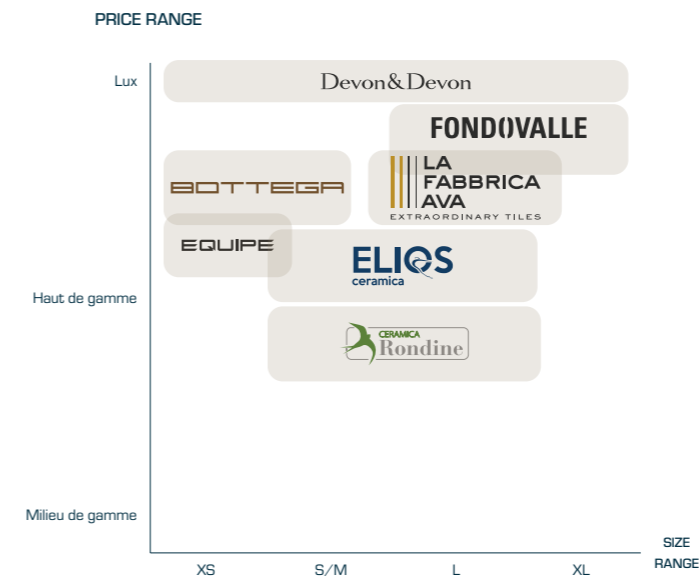 PRICE RANGE
Lux
Devon&Devon
FONDOVALLE
BOTTEGA
LA
FABBRICA
AVA
EXTRAORDINARY TILES
EQUIPE
ELIOS
ceramica
Haut de gamme
CERAMICA
Rondine
Milieu de gamme
SIZE
RANGE
XS S/M L XL